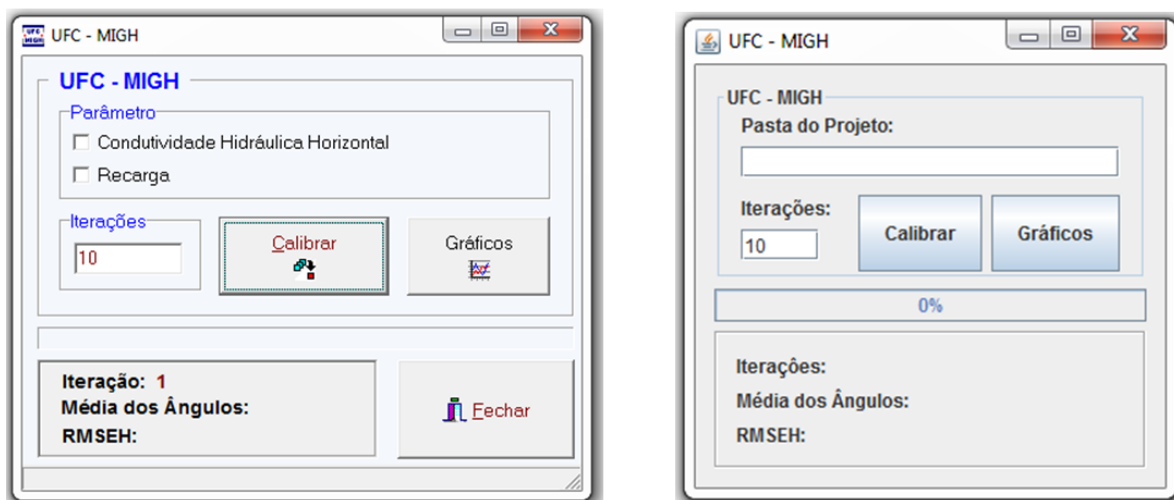 UFC - MIGH
UFC - MIGH
Parâmetro
Condutividade Hidráulica Horizontal
Recarga
Iterações
10
Calibrar
Gráficos
Iteração: 1
Média dos Ângulos:
RMSEH:
Fechar
UFC - MIGH
UFC - MIGH
Pasta do Projeto:
Iterações:
10
Calibrar
Gráficos
0%
Iterações:
Média dos Ângulos:
RMSEH: